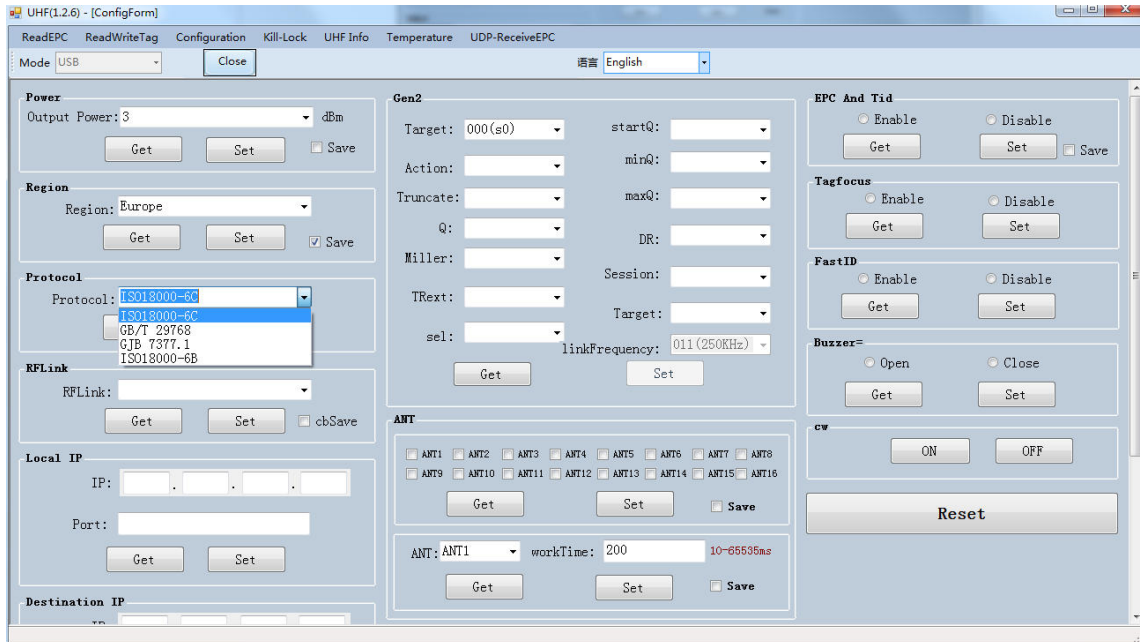 UHF(1.2.6) - [ConfigForm]
ReadEPC ReadWriteTag Configuration Kill-Lock UHF Info Temperature UDP-ReceiveEPC
Mode USB Close 语言 English
Power
Output Power: 3 dBm
Get Set Save
Region
Region: Europe
Get Set Save
Protocol
Protocol: ISO18000-6C
ISO18000-6C
GB/T 29768
GJB 7377.1
ISO18000-6B
RFLink
RFLink:
Get Set cbSave
Local IP
IP: . . .
Port:
Get Set
Destination IP
Gen2
Target: 000(s0) startQ:
Action: minQ:
Truncate: maxQ:
Q: DR:
Miller: Session:
TRext: Target:
sel: linkFrequency: 011(250KHz)
Get Set
ANT
ANT1 ANT2 ANT3 ANT4 ANT5 ANT6 ANT7 ANT8
ANT9 ANT10 ANT11 ANT12 ANT13 ANT14 ANT15 ANT16
Get Set Save
ANT: ANT1 workTime: 200 10-65535ms
Get Set Save
EPC And Tid
Enable Disable
Get Set Save
Tagfocus
Enable Disable
Get Set
FastID
Enable Disable
Get Set
Buzzer=
Open Close
Get Set
cw
ON OFF
Reset